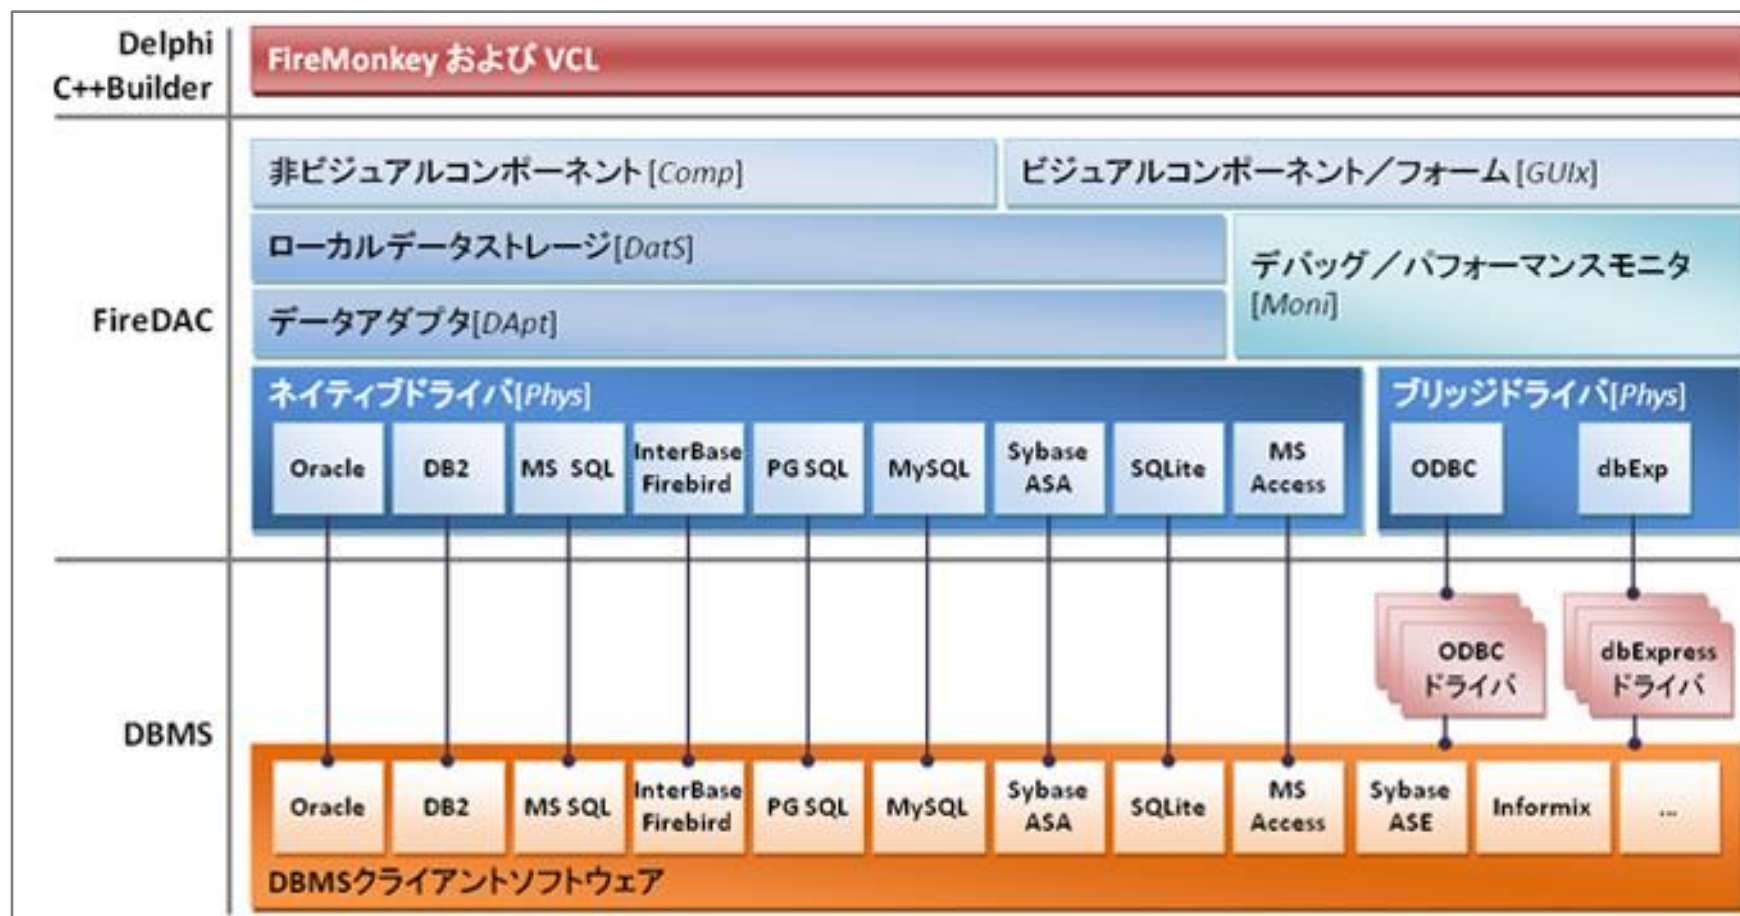 Delphi
C++Builder
FireMonkey および VCL
FireDAC
非ビジュアルコンポーネント [Comp]
ビジュアルコンポーネント／フォーム [GUIx]
ローカルデータストレージ[DatS]
デバッグ／パフォーマンスモニタ
[Moni]
データアダプタ[DApt]
ネイティブドライバ[Phys]
Oracle
DB2
MS SQL
InterBase
Firebird
PG SQL
MySQL
Sybase
ASA
SQLite
MS
Access
ブリッジドライバ[Phys]
ODBC
dbExp
DBMS
ODBC
ドライバ
dbExpress
ドライバ
Oracle
DB2
MS SQL
InterBase
Firebird
PG SQL
MySQL
Sybase
ASA
SQLite
MS
Access
Sybase
ASE
Informix
...
DBMSクライアントソフトウェア